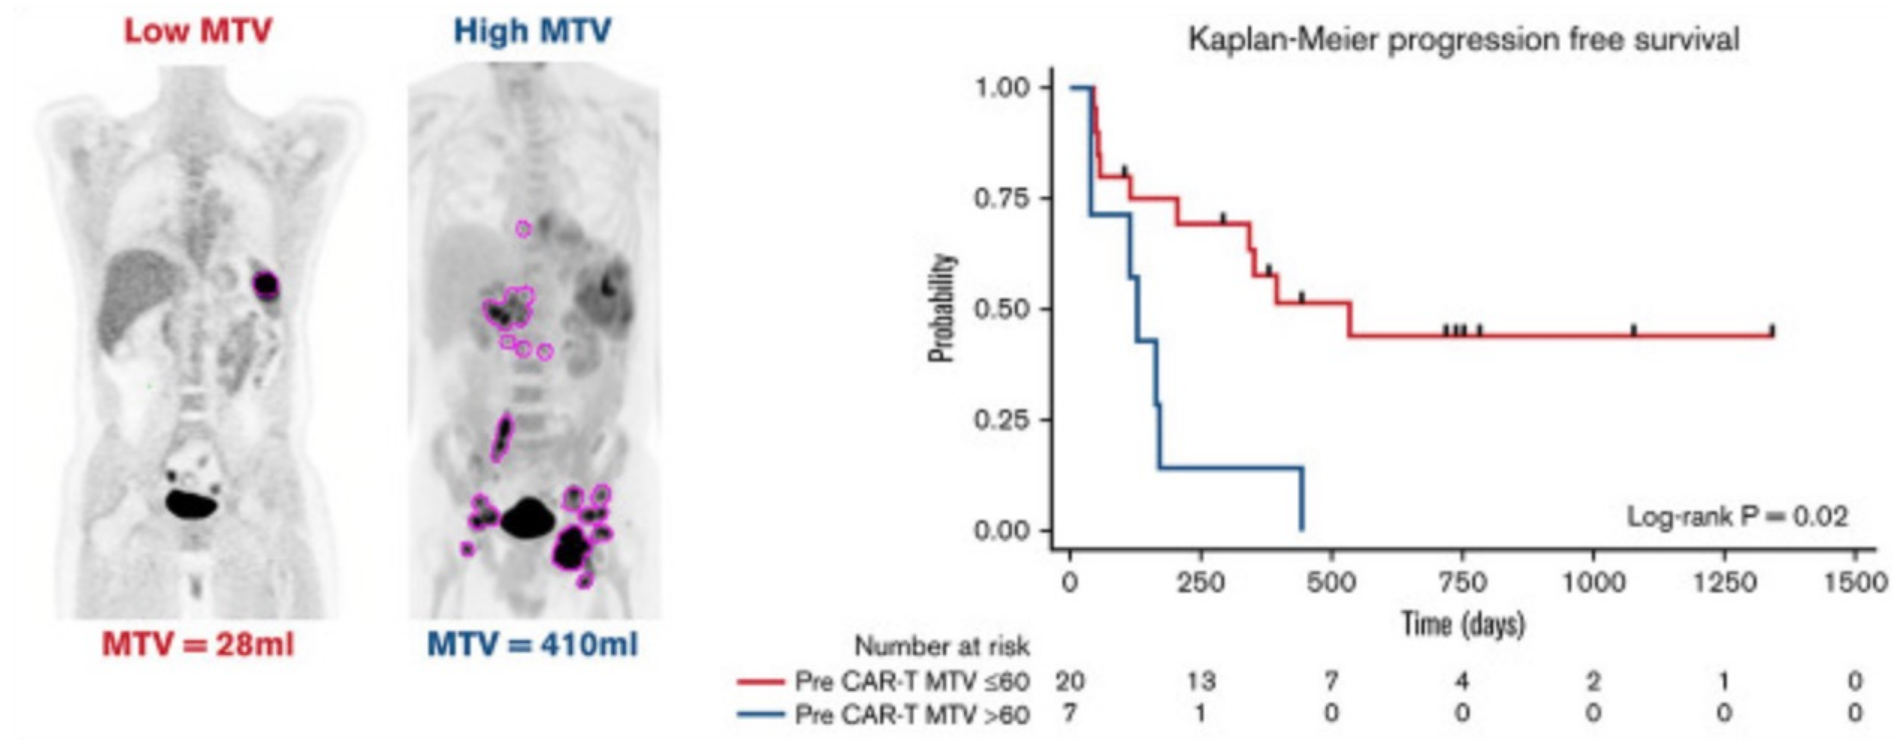 Low MTV
High MTV
MTV = 28ml
MTV = 410ml
Kaplan-Meier progression free survival
Probability
1.00
0.75
0.50
0.25
0.00
Log-rank P = 0.02
0 250 500 750 1000 1250 1500
Time (days)
Number at risk
Pre CAR-T MTV ≤60 20 13 7 4 2 1 0
Pre CAR-T MTV >60 7 1 0 0 0 0 0